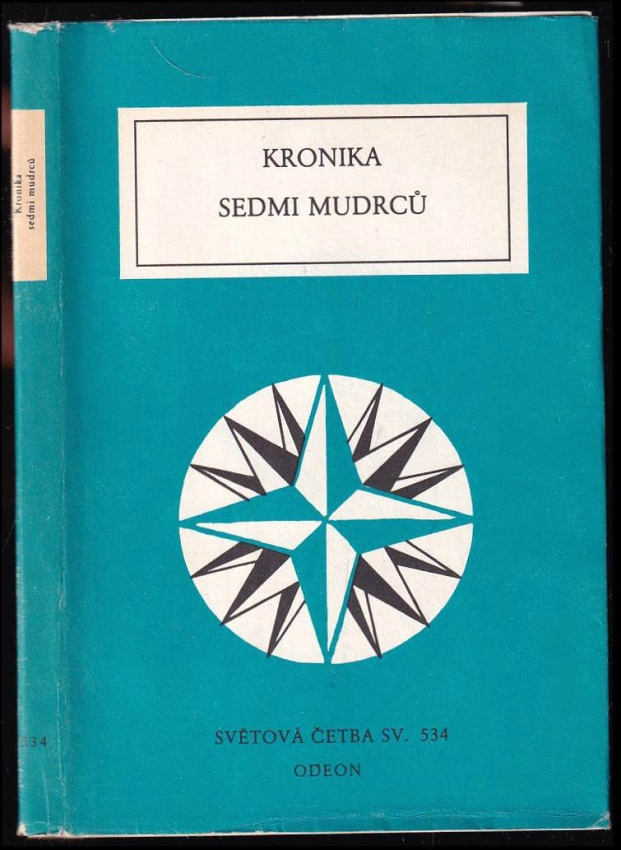 KRONIKA
SEDMI MUDRCŮ
Kronika
sedmi mudrců
SVĚTOVÁ ČETBA SV. 534
ODEON
534